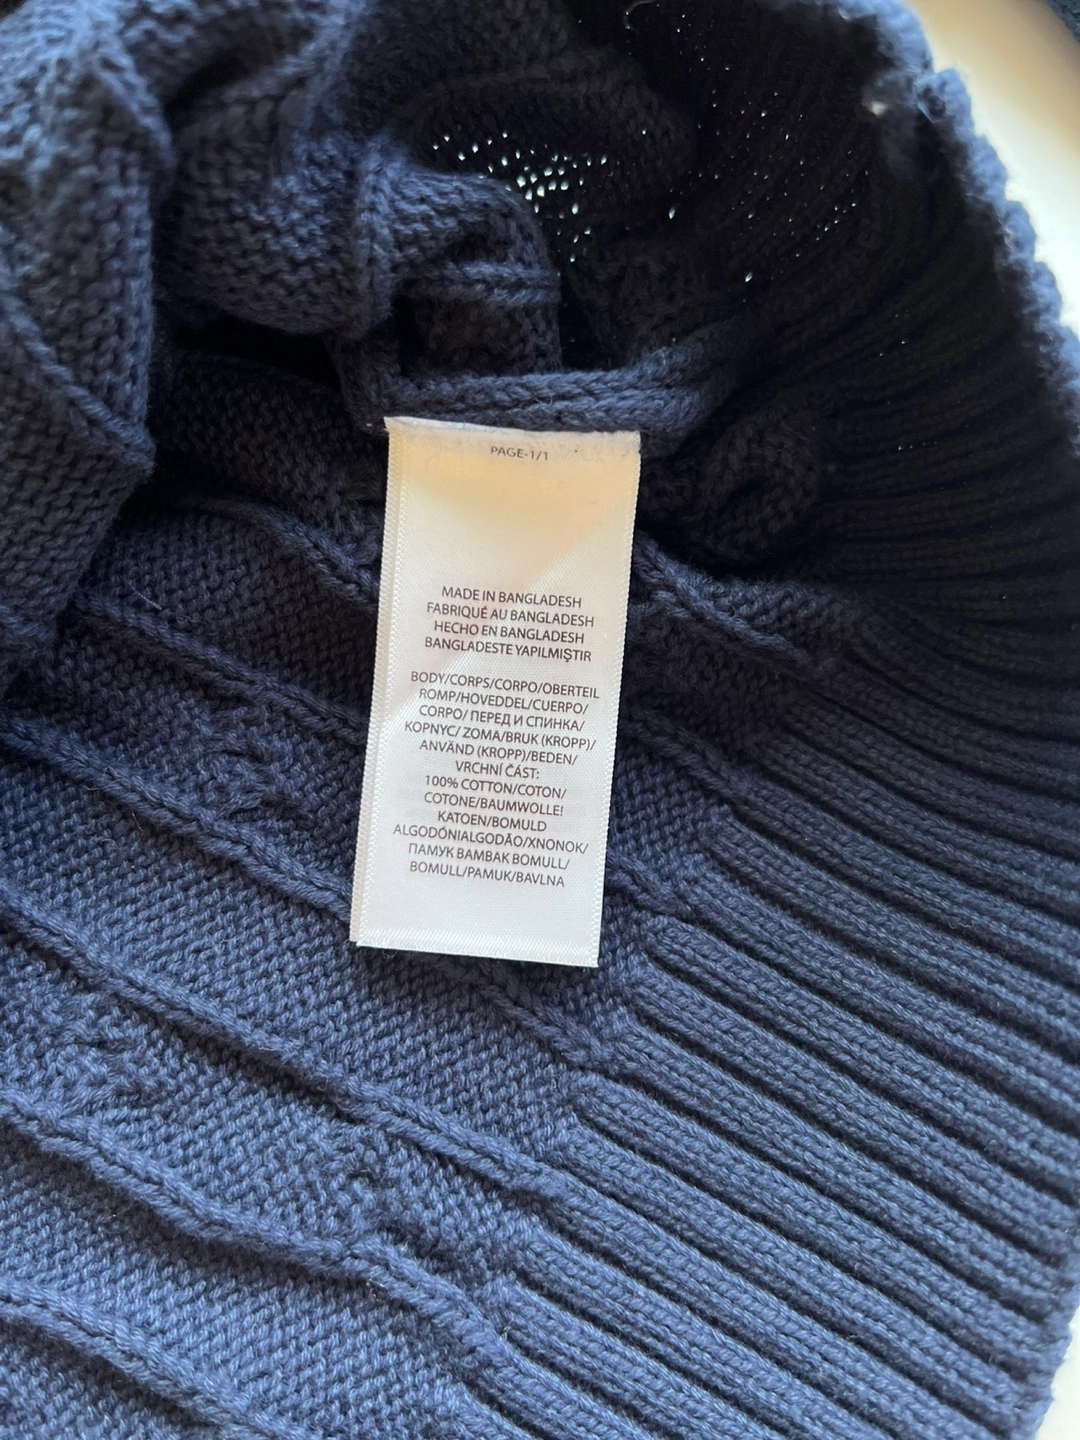 PAGE-1/1
MADE IN BANGLADESH
FABRIQUÉ AU BANGLADESH
HECHO EN BANGLADESH
BANGLADESTE YAPILMIŞTIR
BODY/CORPS/CORPO/OBERTEIL
ROMP/HOVEDDEL/CUERPO/
CORPO/ ПЕРЕД И СПИНКА/
КОРПУС/ ZOMA/BRUK (KROPP)/
ANVÄND (KROPP)/BEDEN/
VRCHNÍ ČÁST:
100% COTTON/COTON/
COTONE/BAUMWOLLE!
KATOEN/BOMULD
ALGODÓNIALGODÃO/XNONOK/
ПАМУК BAMBAK BOMULL/
BOMULL/PAMUK/BAVLNA